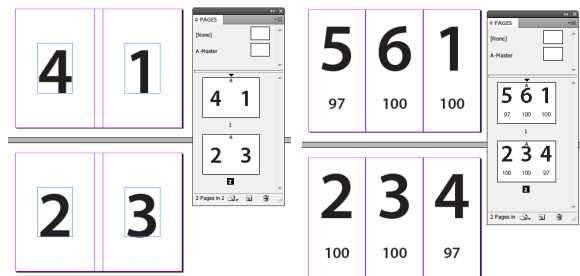 4 1
2 3
PAGES
[None]
A-Master
A
4 1
1
A
2 3
2
2 Pages in 2
5 6 1
97 100 100
2 3 4
100 100 97
PAGES
[None]
A-Master
A
5 6 1
97 100 100
1
A
2 3 4
100 100 97
2
2 Pages in